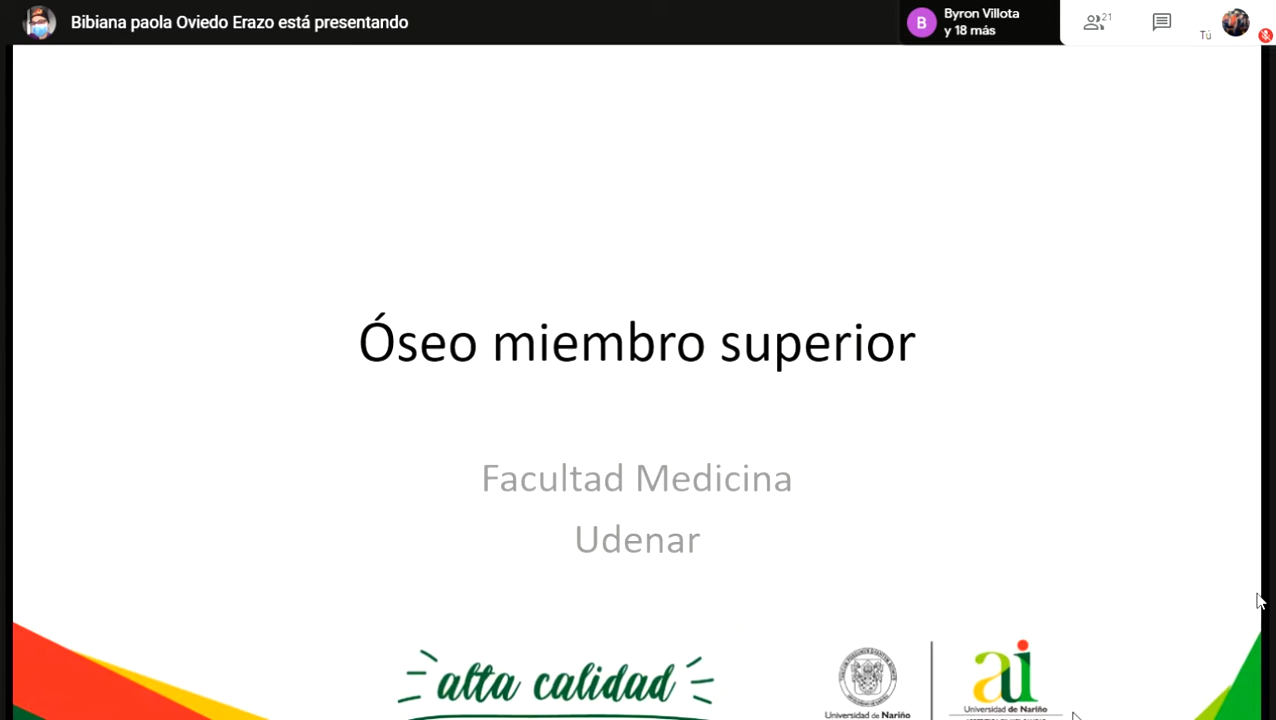 Bibiana paola Oviedo Erazo está presentando
B
Byron Villota
y 18 más
21
Tú
Óseo miembro superior
Facultad Medicina
Udenar
alta calidad
Universidad de Nariño
ai
Universidad de Nariño